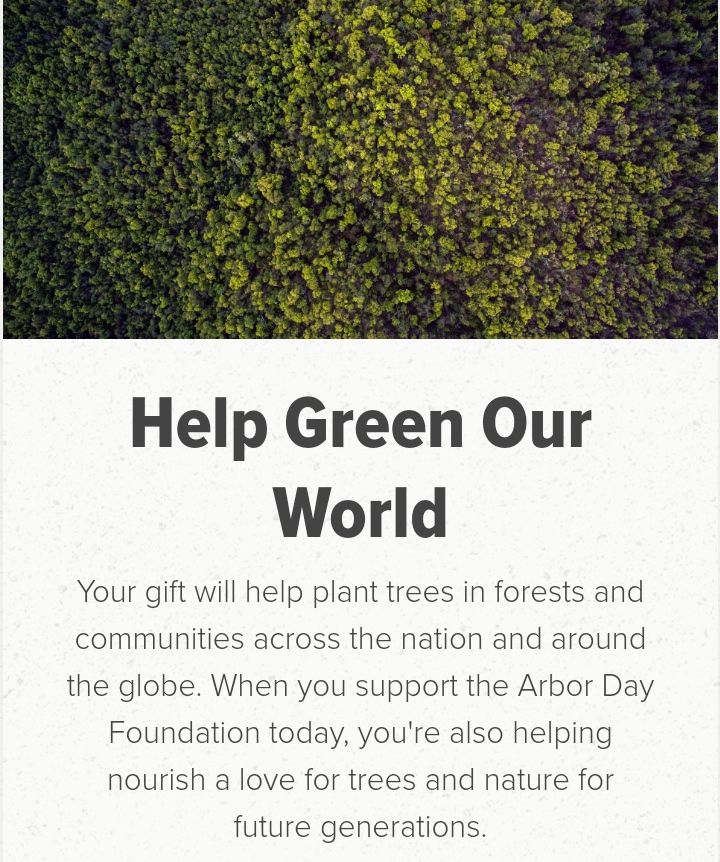 Help Green Our
World
Your gift will help plant trees in forests and
communities across the nation and around
the globe. When you support the Arbor Day
Foundation today, you're also helping
nourish a love for trees and nature for
future generations.